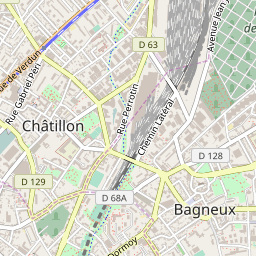 D 63
Avenue Jean J
Rue de Verdun
Rue Gabriel Péri
Rue Perrotin
Chemin Latéral
Châtillon
D 128
D 129
D 68A
Bagneux
Dormoy
de